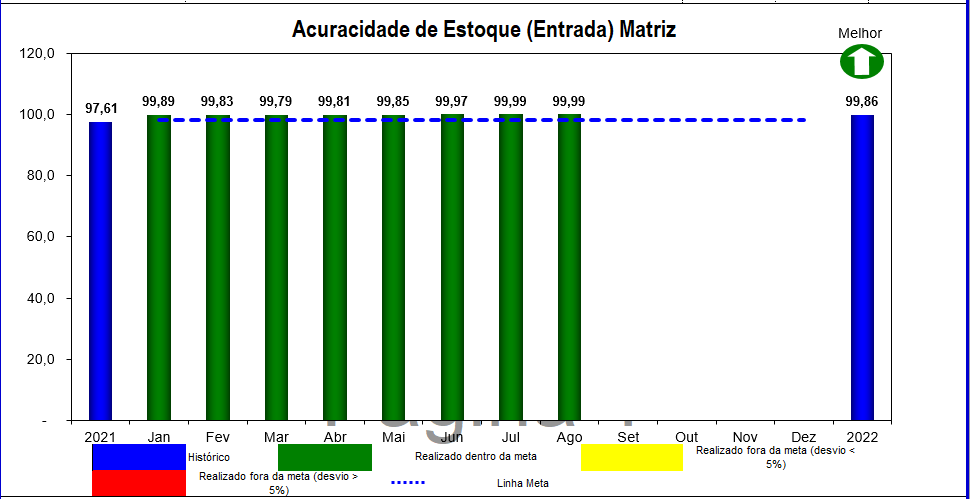 Acuracidade de Estoque (Entrada) Matriz
Melhor
120,0
100,0
80,0
60,0
40,0
20,0
-
97,61
99,89
99,83
99,79
99,81
99,85
99,97
99,99
99,99
99,86
2021 Jan Fev Mar Abr Mai Jun Jul Ago Set Out Nov Dez 2022
Histórico
Realizado dentro da meta
Realizado fora da meta (desvio <
5%)
Realizado fora da meta (desvio >
5%)
Linha Meta